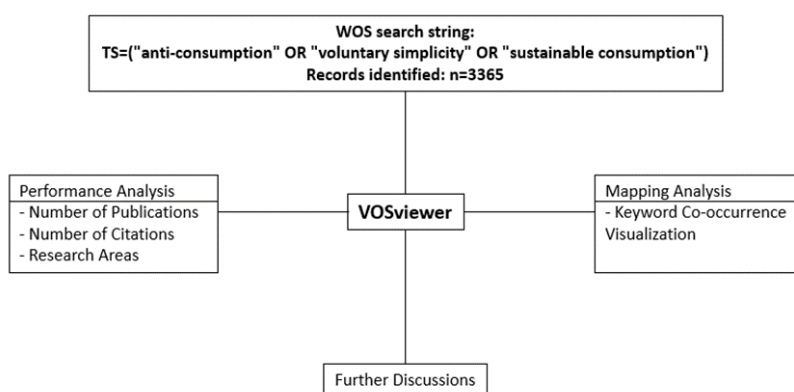 WOS search string:
TS=("anti-consumption" OR "voluntary simplicity" OR "sustainable consumption")
Records identified: n=3365
Performance Analysis
- Number of Publications
- Number of Citations
- Research Areas
VOSviewer
Mapping Analysis
- Keyword Co-occurrence
Visualization
Further Discussions